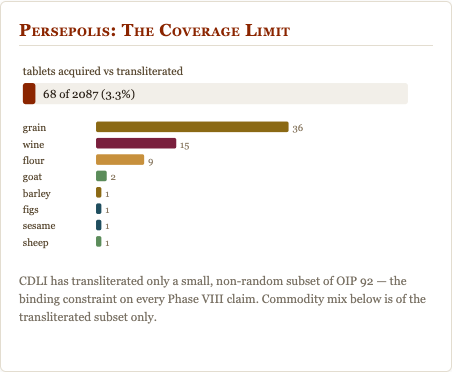 Persepolis: The Coverage Limit
tablets acquired vs transliterated
68 of 2087 (3.3%)
grain 36
wine 15
flour 9
goat 2
barley 1
figs 1
sesame 1
sheep 1
CDLI has transliterated only a small, non-random subset of OIP 92 — the
binding constraint on every Phase VIII claim. Commodity mix below is of the
transliterated subset only.